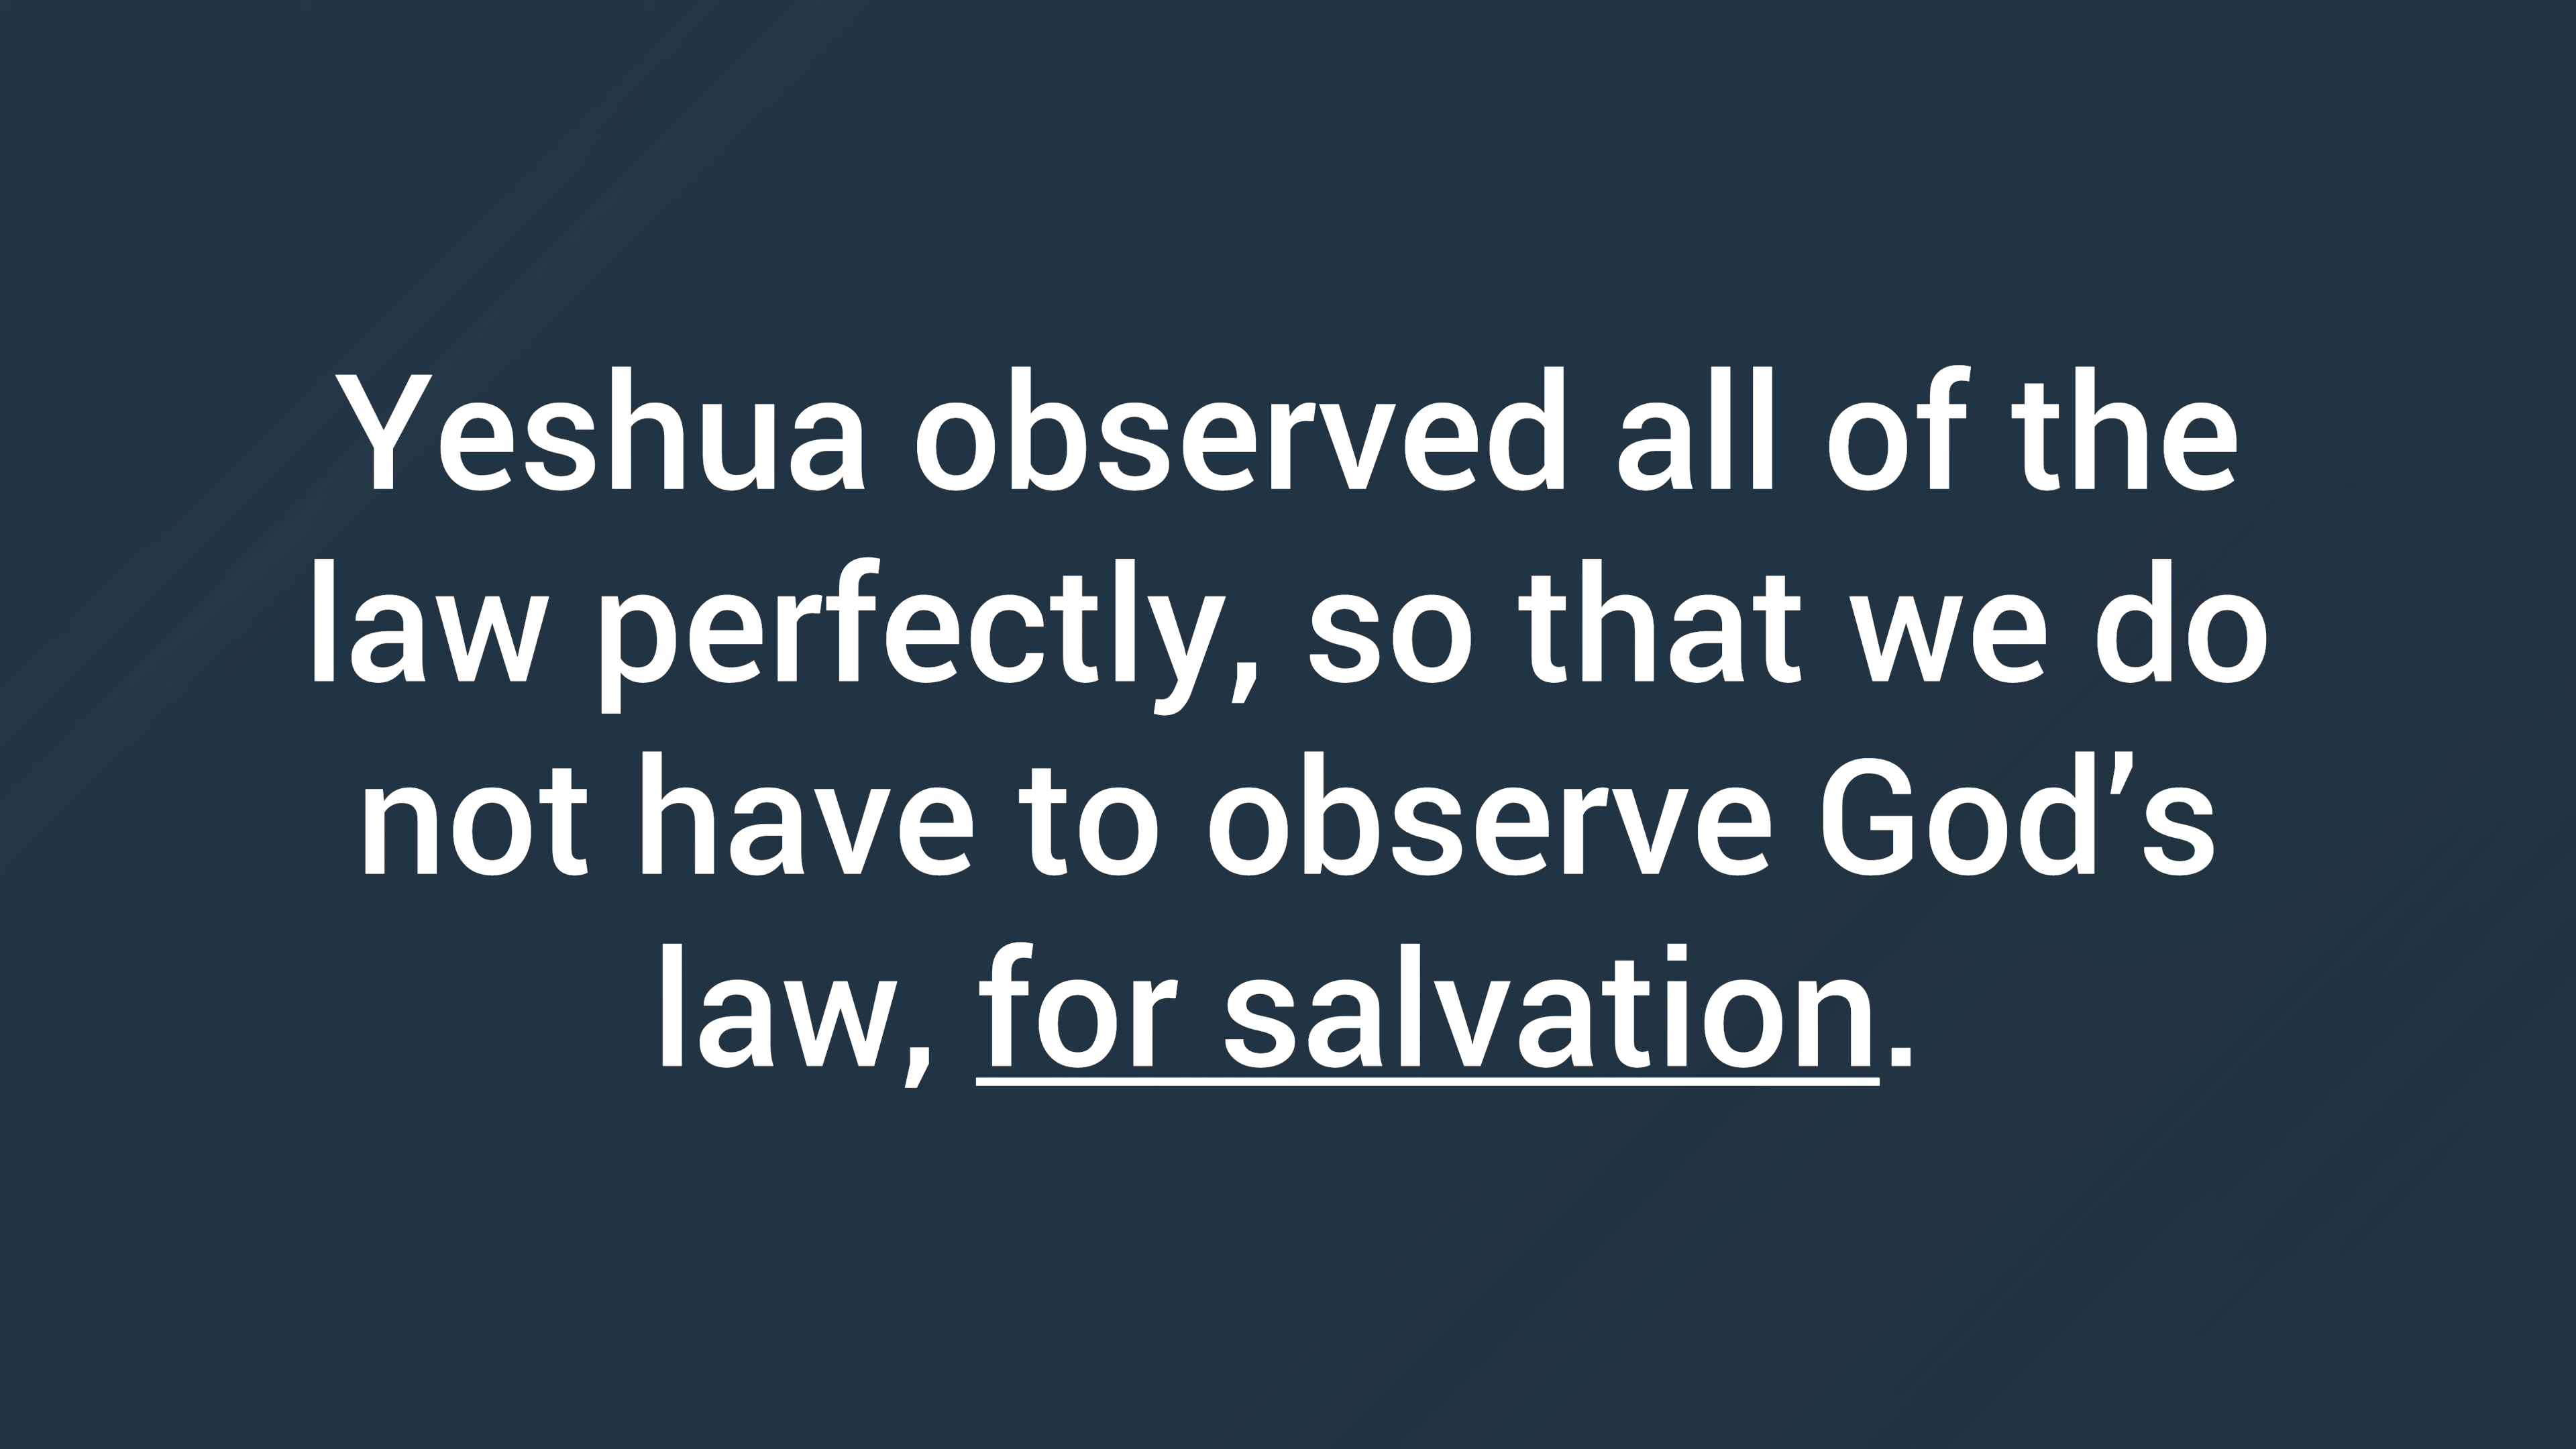 Yeshua observed all of the
law perfectly, so that we do
not have to observe God’s
law, for salvation.